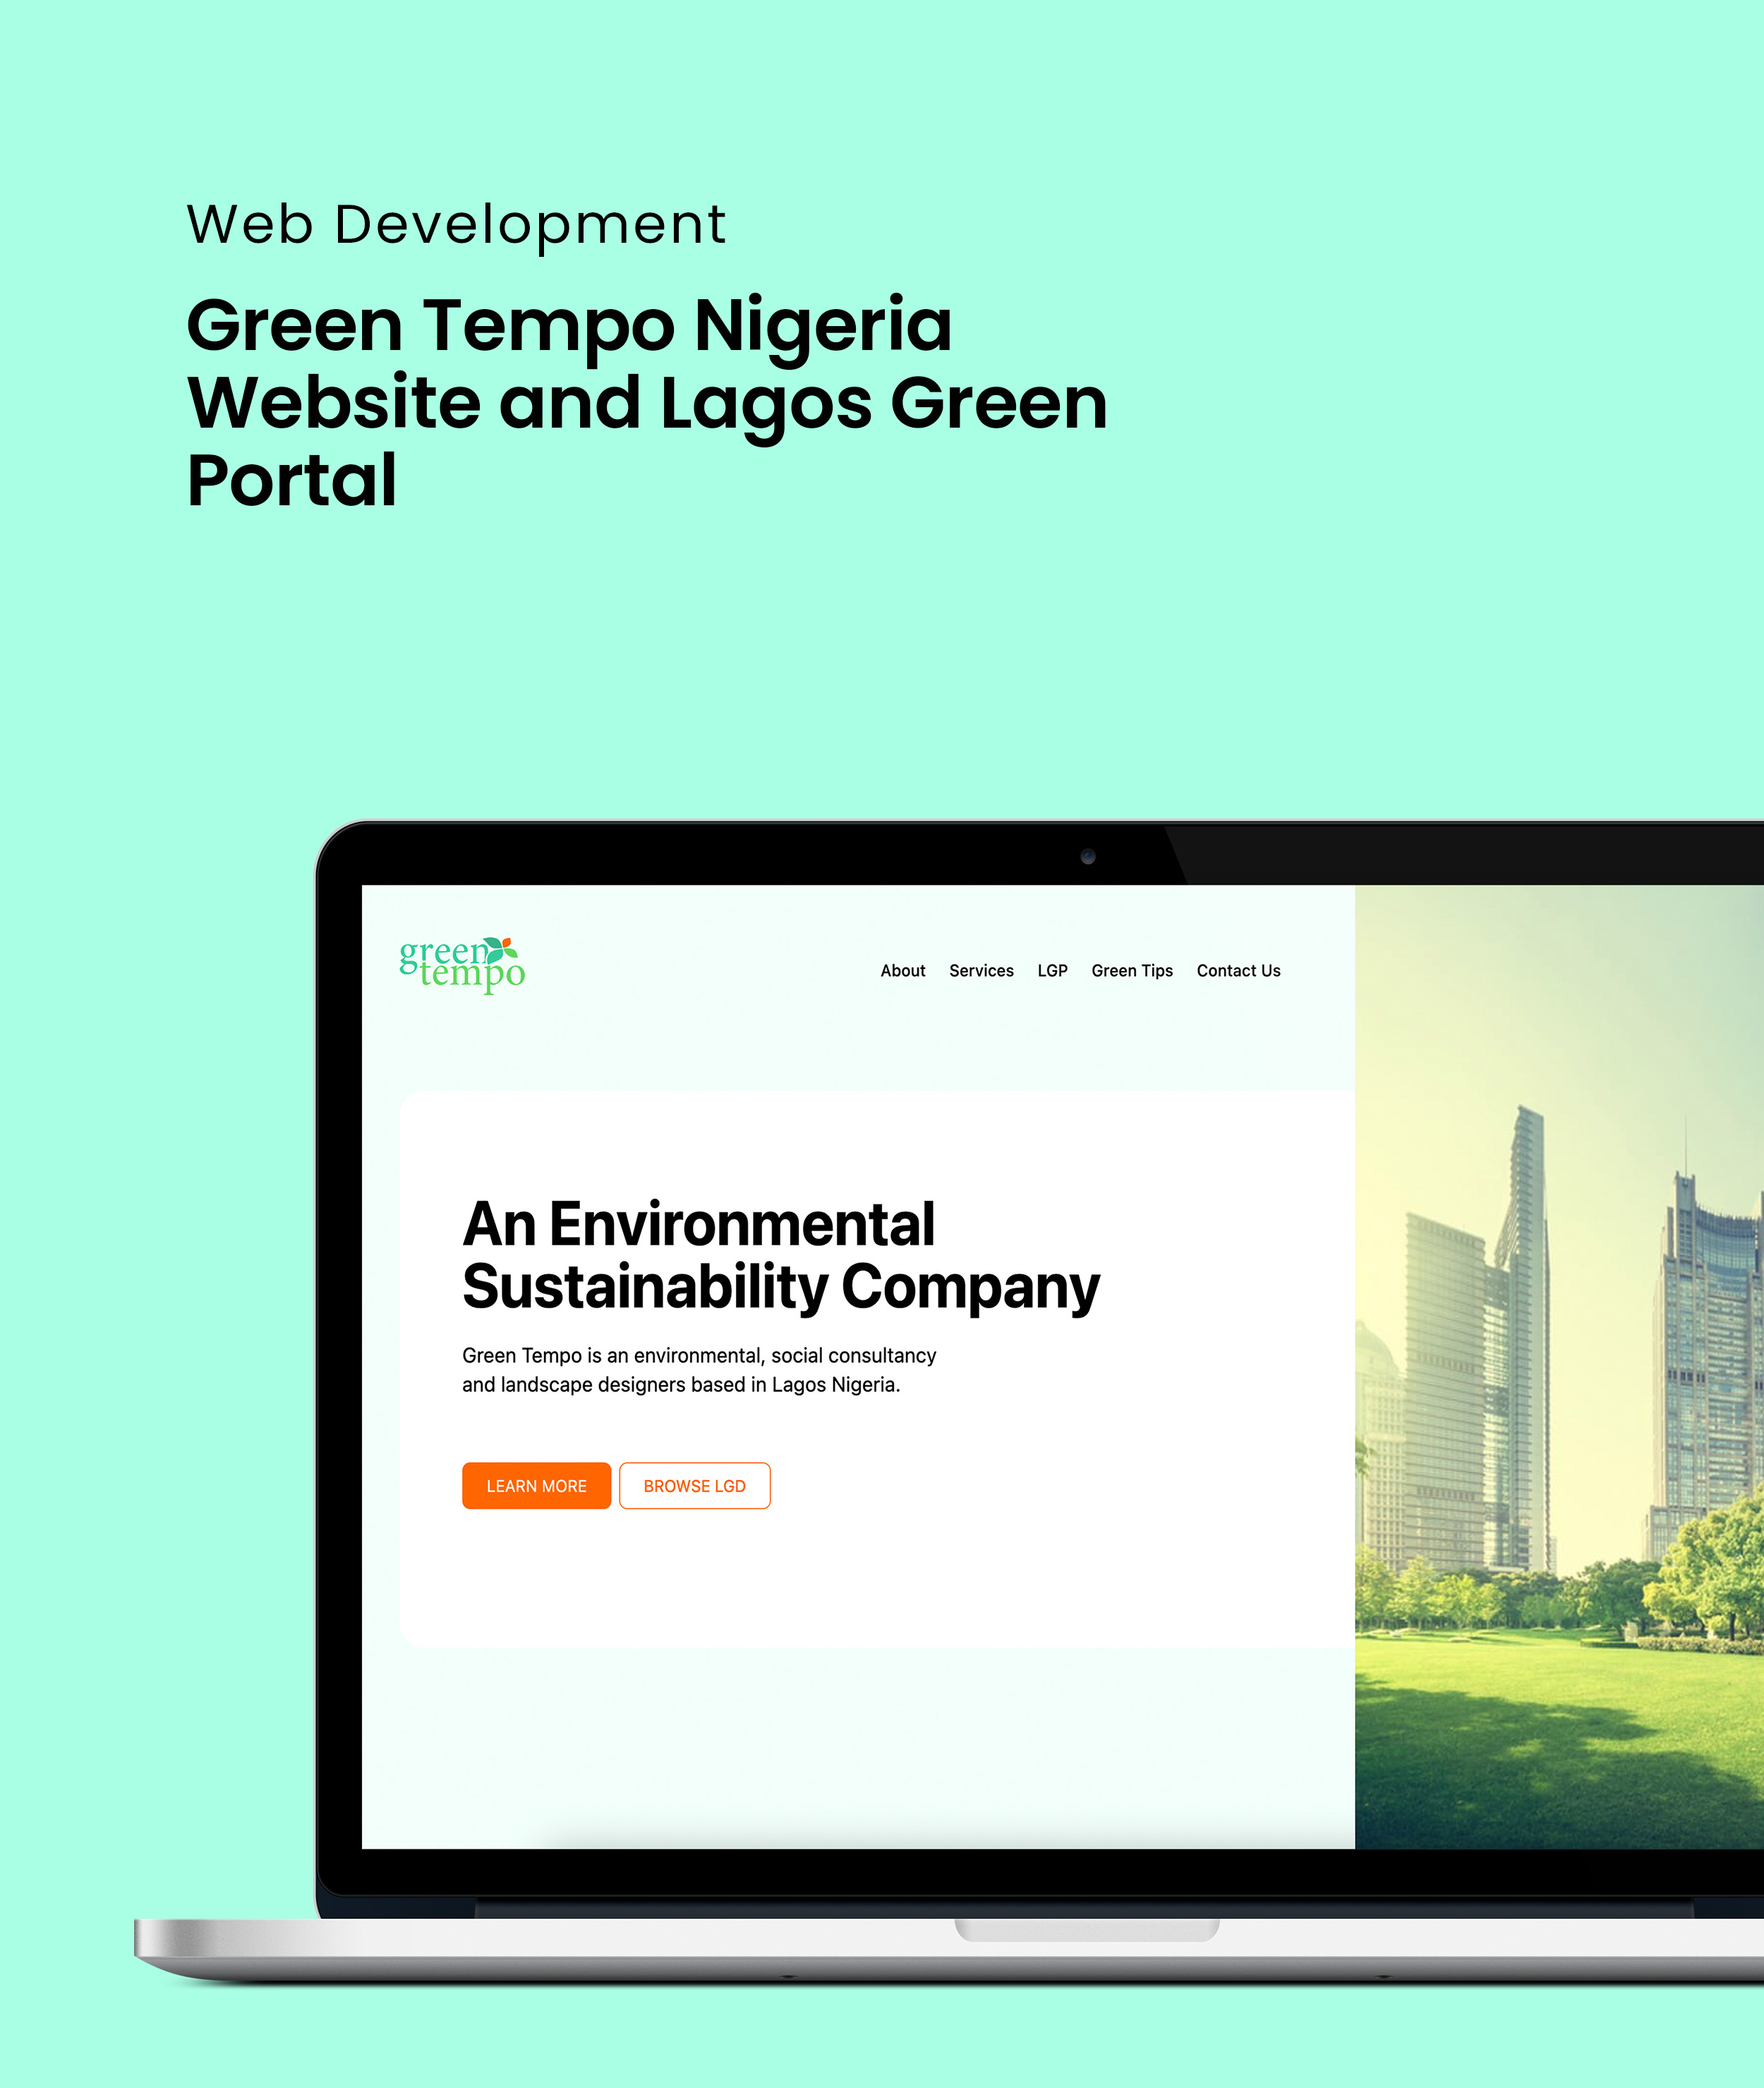 Web Development
Green Tempo Nigeria
Website and Lagos Green
Portal
green
tempo
About Services LGP Green Tips Contact Us
An Environmental
Sustainability Company
Green Tempo is an environmental, social consultancy
and landscape designers based in Lagos Nigeria.
LEARN MORE BROWSE LGD